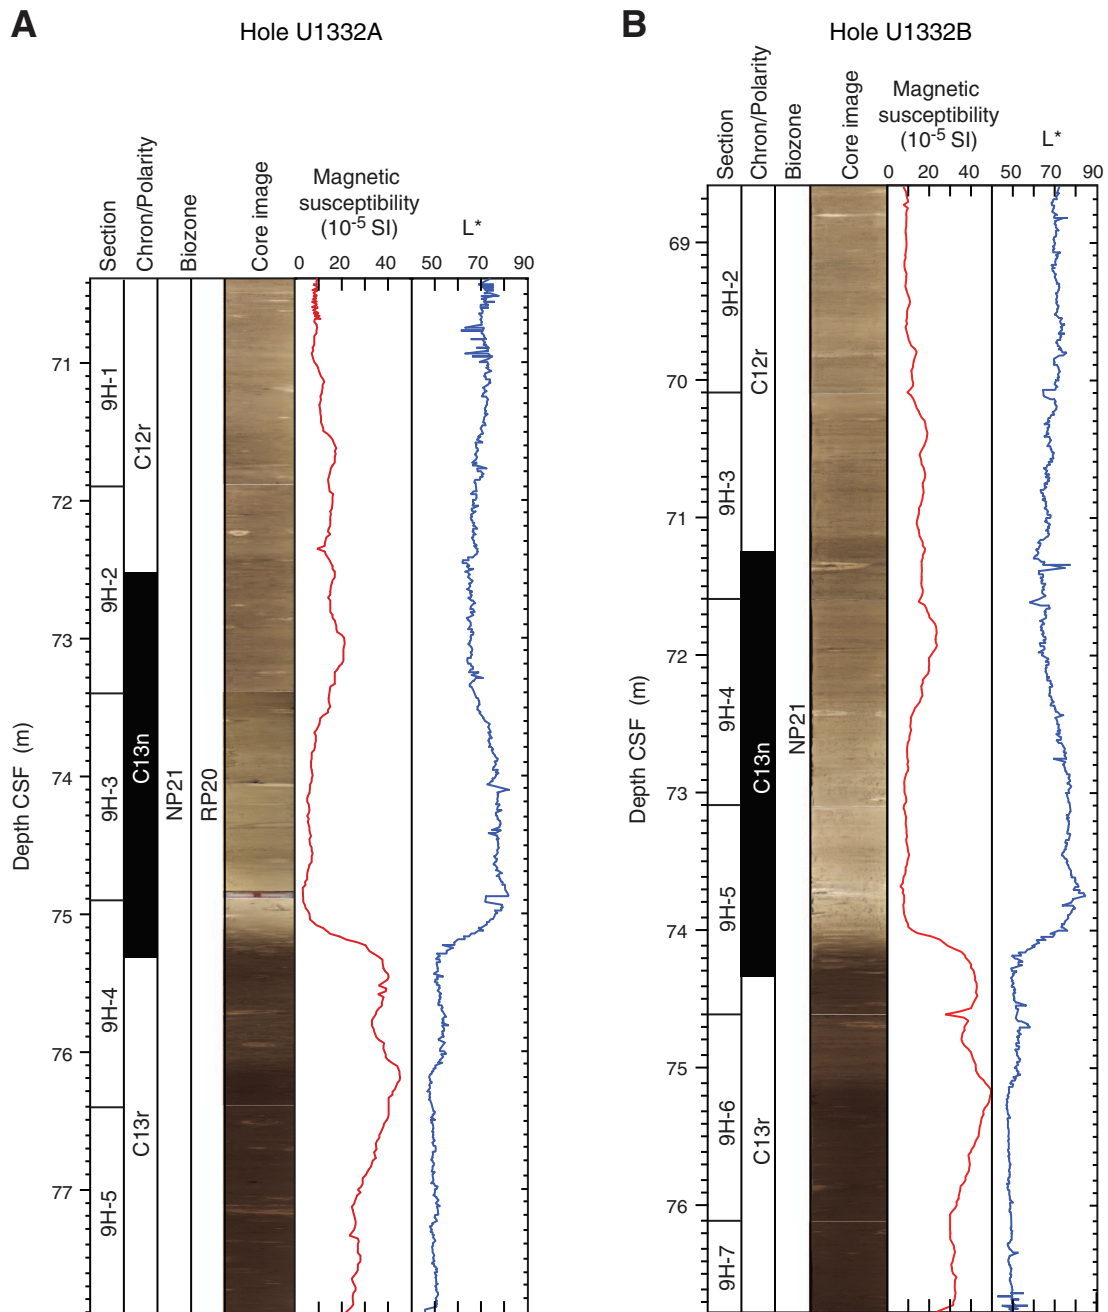 A
Hole U1332A
Section
Chron/Polarity
Biozone
Core image
Magnetic
susceptibility
(10-5 SI)
L*
0 20 40 50 70 90
Depth CSF (m)
71
72
73
74
75
76
77
9H-1
9H-2
9H-3
9H-4
9H-5
C12r
C13n
C13r
NP21
RP20
B
Hole U1332B
Section
Chron/Polarity
Biozone
Core image
Magnetic
susceptibility
(10-5 SI)
L*
0 20 40 50 70 90
Depth CSF (m)
69
70
71
72
73
74
75
76
9H-2
9H-3
9H-4
9H-5
9H-6
9H-7
C12r
C13n
C13r
NP21